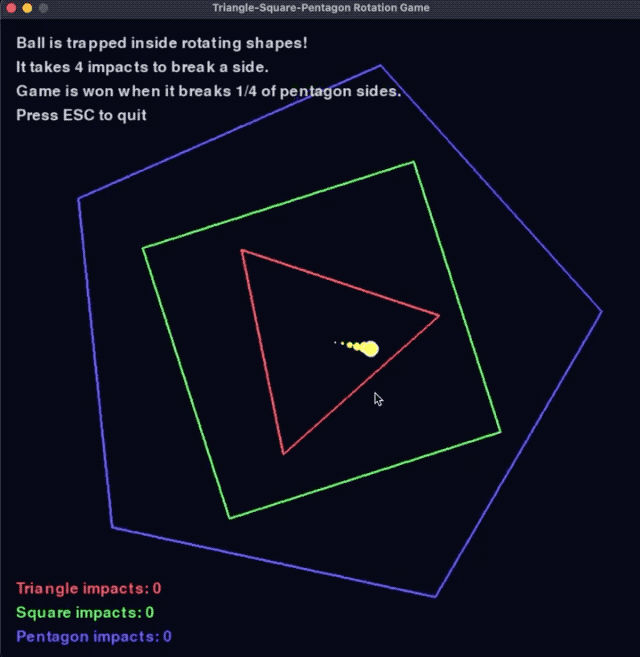 Triangle-Square-Pentagon Rotation Game
Ball is trapped inside rotating shapes!
It takes 4 impacts to break a side.
Game is won when it breaks 1/4 of pentagon sides.
Press ESC to quit
Triangle impacts: 0
Square impacts: 0
Pentagon impacts: 0